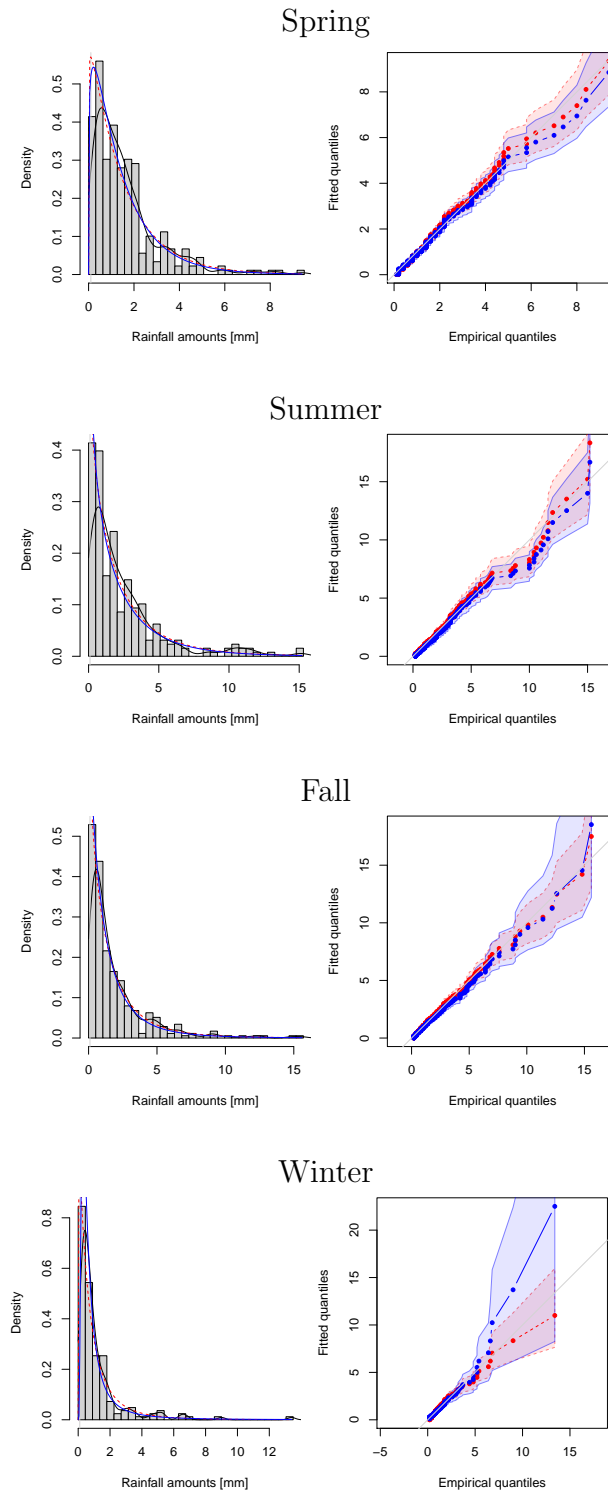 Spring
Density
0.0 0.1 0.2 0.3 0.4 0.5
0 2 4 6 8
Rainfall amounts [mm]
Fitted quantiles
0 2 4 6 8
0 2 4 6 8
Empirical quantiles
Summer
Density
0.0 0.1 0.2 0.3 0.4
0 5 10 15
Rainfall amounts [mm]
Fitted quantiles
0 5 10 15
0 5 10 15
Empirical quantiles
Fall
Density
0.0 0.1 0.2 0.3 0.4 0.5
0 5 10 15
Rainfall amounts [mm]
Fitted quantiles
0 5 10 15
0 5 10 15
Empirical quantiles
Winter
Density
0.0 0.2 0.4 0.6 0.8
0 2 4 6 8 12
Rainfall amounts [mm]
Fitted quantiles
0 5 10 15 20
−5 0 5 10 15
Empirical quantiles